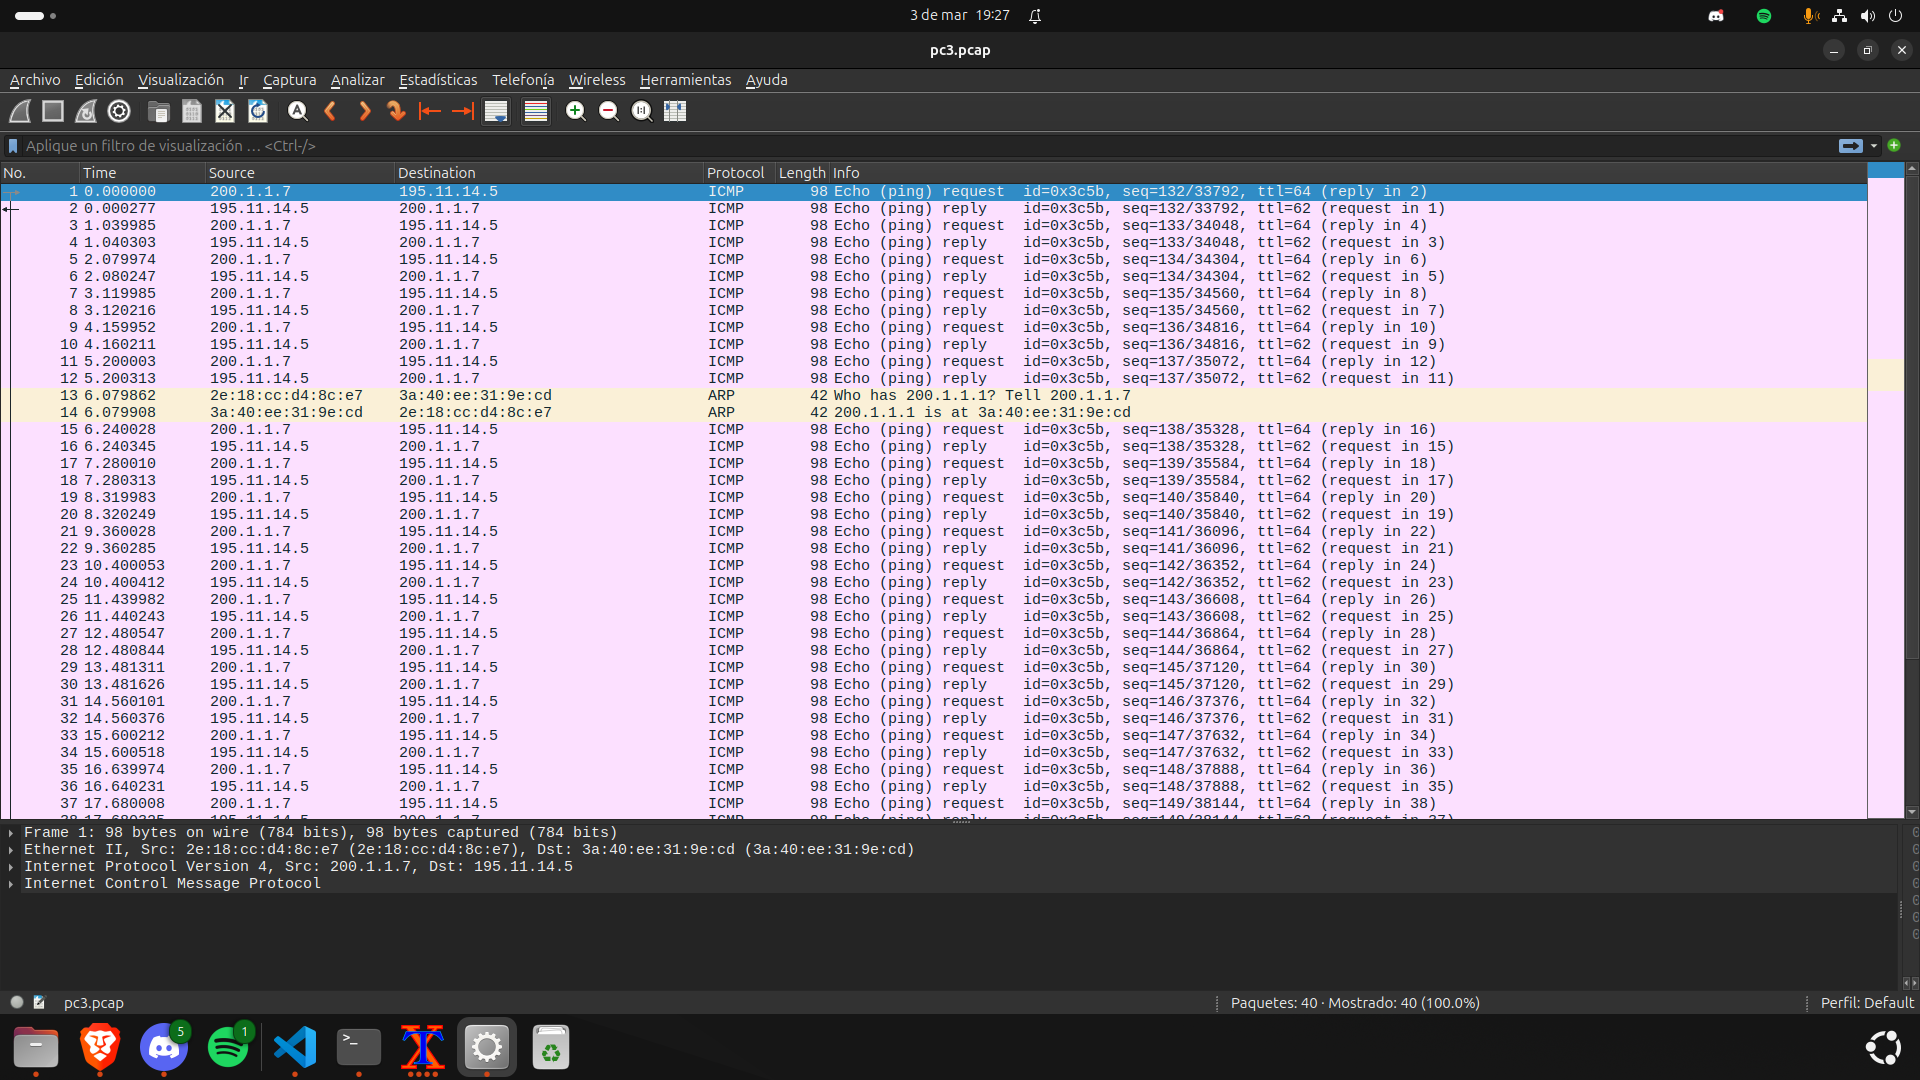 3 de mar 19:27
pc3.pcap
Archivo Edición Visualización Ir Captura Analizar Estadísticas Telefonía Wireless Herramientas Ayuda
Aplique un filtro de visualización … <Ctrl-/>
No. Time Source Destination Protocol Length Info
1 0.000000 200.1.1.7 195.11.14.5 ICMP 98 Echo (ping) request id=0x3c5b, seq=132/33792, ttl=64 (reply in 2)
2 0.000277 195.11.14.5 200.1.1.7 ICMP 98 Echo (ping) reply id=0x3c5b, seq=132/33792, ttl=62 (request in 1)
3 1.039985 200.1.1.7 195.11.14.5 ICMP 98 Echo (ping) request id=0x3c5b, seq=133/34048, ttl=64 (reply in 4)
4 1.040303 195.11.14.5 200.1.1.7 ICMP 98 Echo (ping) reply id=0x3c5b, seq=133/34048, ttl=62 (request in 3)
5 2.079974 200.1.1.7 195.11.14.5 ICMP 98 Echo (ping) request id=0x3c5b, seq=134/34304, ttl=64 (reply in 6)
6 2.080247 195.11.14.5 200.1.1.7 ICMP 98 Echo (ping) reply id=0x3c5b, seq=134/34304, ttl=62 (request in 5)
7 3.119985 200.1.1.7 195.11.14.5 ICMP 98 Echo (ping) request id=0x3c5b, seq=135/34560, ttl=64 (reply in 8)
8 3.120216 195.11.14.5 200.1.1.7 ICMP 98 Echo (ping) reply id=0x3c5b, seq=135/34560, ttl=62 (request in 7)
9 4.159952 200.1.1.7 195.11.14.5 ICMP 98 Echo (ping) request id=0x3c5b, seq=136/34816, ttl=64 (reply in 10)
10 4.160211 195.11.14.5 200.1.1.7 ICMP 98 Echo (ping) reply id=0x3c5b, seq=136/34816, ttl=62 (request in 9)
11 5.200003 200.1.1.7 195.11.14.5 ICMP 98 Echo (ping) request id=0x3c5b, seq=137/35072, ttl=64 (reply in 12)
12 5.200313 195.11.14.5 200.1.1.7 ICMP 98 Echo (ping) reply id=0x3c5b, seq=137/35072, ttl=62 (request in 11)
13 6.079862 2e:18:cc:d4:8c:e7 3a:40:ee:31:9e:cd ARP 42 Who has 200.1.1.1? Tell 200.1.1.7
14 6.079908 3a:40:ee:31:9e:cd 2e:18:cc:d4:8c:e7 ARP 42 200.1.1.1 is at 3a:40:ee:31:9e:cd
15 6.240028 200.1.1.7 195.11.14.5 ICMP 98 Echo (ping) request id=0x3c5b, seq=138/35328, ttl=64 (reply in 16)
16 6.240345 195.11.14.5 200.1.1.7 ICMP 98 Echo (ping) reply id=0x3c5b, seq=138/35328, ttl=62 (request in 15)
17 7.280010 200.1.1.7 195.11.14.5 ICMP 98 Echo (ping) request id=0x3c5b, seq=139/35584, ttl=64 (reply in 18)
18 7.280313 195.11.14.5 200.1.1.7 ICMP 98 Echo (ping) reply id=0x3c5b, seq=139/35584, ttl=62 (request in 17)
19 8.319983 200.1.1.7 195.11.14.5 ICMP 98 Echo (ping) request id=0x3c5b, seq=140/35840, ttl=64 (reply in 20)
20 8.320249 195.11.14.5 200.1.1.7 ICMP 98 Echo (ping) reply id=0x3c5b, seq=140/35840, ttl=62 (request in 19)
21 9.360028 200.1.1.7 195.11.14.5 ICMP 98 Echo (ping) request id=0x3c5b, seq=141/36096, ttl=64 (reply in 22)
22 9.360285 195.11.14.5 200.1.1.7 ICMP 98 Echo (ping) reply id=0x3c5b, seq=141/36096, ttl=62 (request in 21)
23 10.400053 200.1.1.7 195.11.14.5 ICMP 98 Echo (ping) request id=0x3c5b, seq=142/36352, ttl=64 (reply in 24)
24 10.400412 195.11.14.5 200.1.1.7 ICMP 98 Echo (ping) reply id=0x3c5b, seq=142/36352, ttl=62 (request in 23)
25 11.439982 200.1.1.7 195.11.14.5 ICMP 98 Echo (ping) request id=0x3c5b, seq=143/36608, ttl=64 (reply in 26)
26 11.440243 195.11.14.5 200.1.1.7 ICMP 98 Echo (ping) reply id=0x3c5b, seq=143/36608, ttl=62 (request in 25)
27 12.480547 200.1.1.7 195.11.14.5 ICMP 98 Echo (ping) request id=0x3c5b, seq=144/36864, ttl=64 (reply in 28)
28 12.480844 195.11.14.5 200.1.1.7 ICMP 98 Echo (ping) reply id=0x3c5b, seq=144/36864, ttl=62 (request in 27)
29 13.481311 200.1.1.7 195.11.14.5 ICMP 98 Echo (ping) request id=0x3c5b, seq=145/37120, ttl=64 (reply in 30)
30 13.481626 195.11.14.5 200.1.1.7 ICMP 98 Echo (ping) reply id=0x3c5b, seq=145/37120, ttl=62 (request in 29)
31 14.560101 200.1.1.7 195.11.14.5 ICMP 98 Echo (ping) request id=0x3c5b, seq=146/37376, ttl=64 (reply in 32)
32 14.560376 195.11.14.5 200.1.1.7 ICMP 98 Echo (ping) reply id=0x3c5b, seq=146/37376, ttl=62 (request in 31)
33 15.600212 200.1.1.7 195.11.14.5 ICMP 98 Echo (ping) request id=0x3c5b, seq=147/37632, ttl=64 (reply in 34)
34 15.600518 195.11.14.5 200.1.1.7 ICMP 98 Echo (ping) reply id=0x3c5b, seq=147/37632, ttl=62 (request in 33)
35 16.639974 200.1.1.7 195.11.14.5 ICMP 98 Echo (ping) request id=0x3c5b, seq=148/37888, ttl=64 (reply in 36)
36 16.640231 195.11.14.5 200.1.1.7 ICMP 98 Echo (ping) reply id=0x3c5b, seq=148/37888, ttl=62 (request in 35)
37 17.680008 200.1.1.7 195.11.14.5 ICMP 98 Echo (ping) request id=0x3c5b, seq=149/38144, ttl=64 (reply in 38)
Frame 1: 98 bytes on wire (784 bits), 98 bytes captured (784 bits)
Ethernet II, Src: 2e:18:cc:d4:8c:e7 (2e:18:cc:d4:8c:e7), Dst: 3a:40:ee:31:9e:cd (3a:40:ee:31:9e:cd)
Internet Protocol Version 4, Src: 200.1.1.7, Dst: 195.11.14.5
Internet Control Message Protocol
pc3.pcap
Paquetes: 40 · Mostrado: 40 (100.0%)
Perfil: Default
5
1